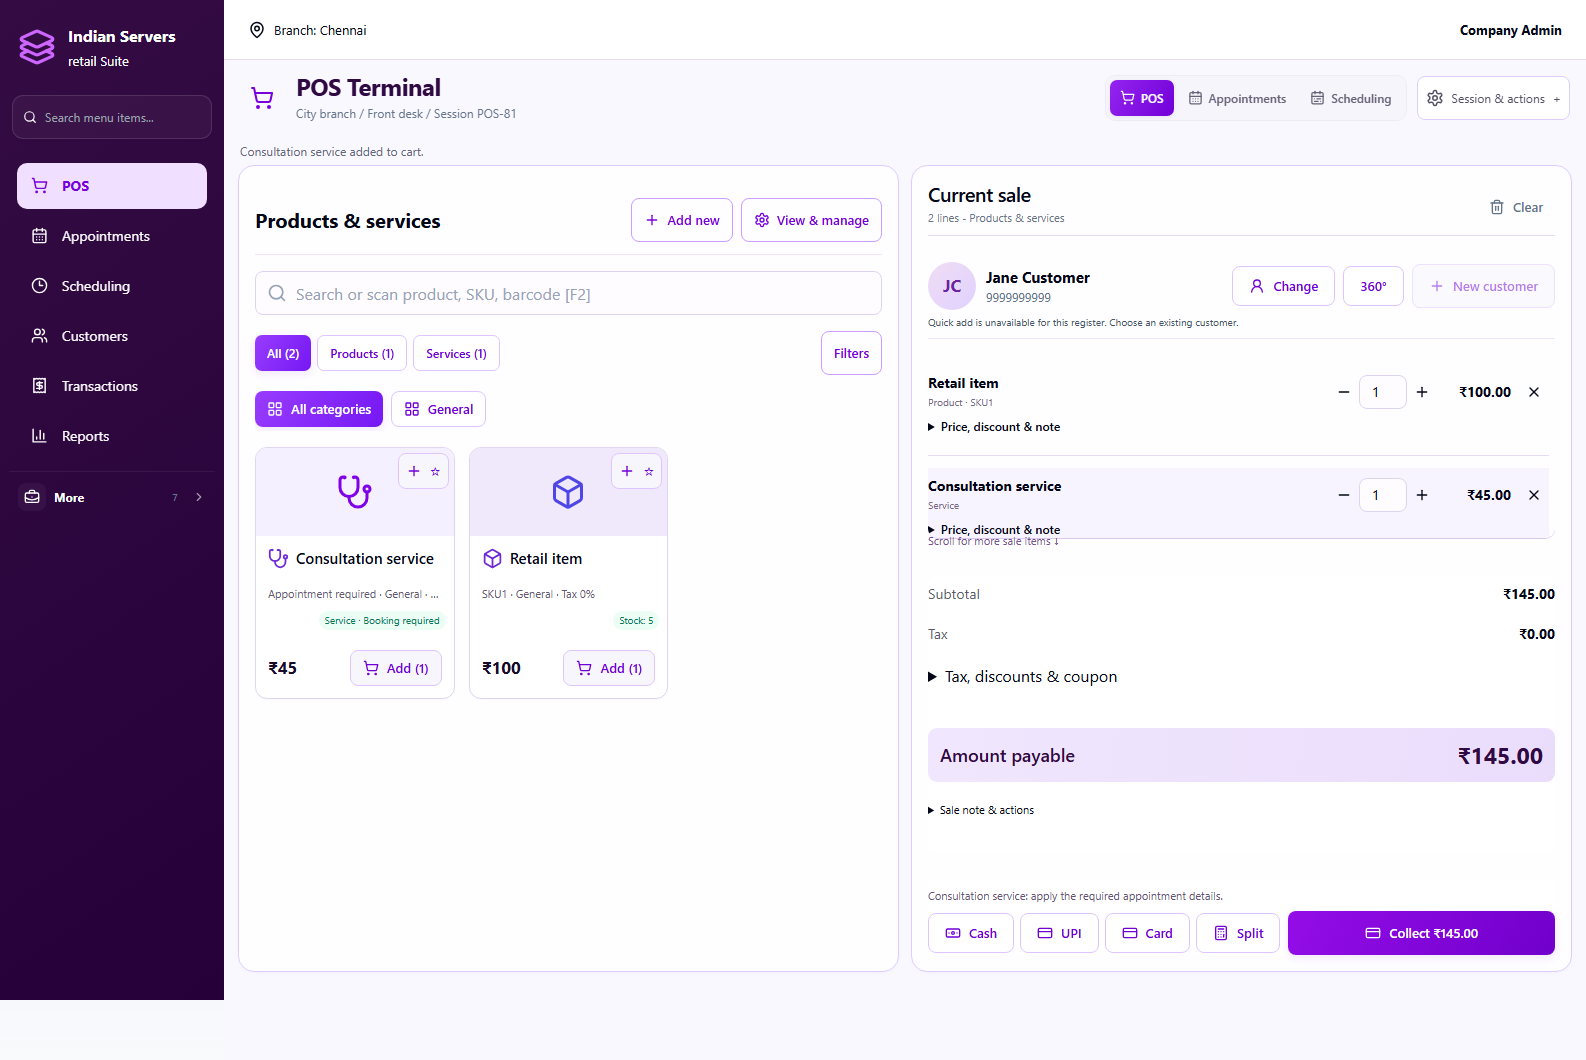 Indian Servers
retail Suite
Search menu items...
POS
Appointments
Scheduling
Customers
Transactions
Reports
More 7
Branch: Chennai
Company Admin
POS Terminal
City branch / Front desk / Session POS-81
POS
Appointments
Scheduling
Session & actions +
Consultation service added to cart.
Products & services
Add new
View & manage
Search or scan product, SKU, barcode [F2]
All (2)
Products (1)
Services (1)
Filters
All categories
General
Consultation service
Appointment required · General · ...
Service · Booking required
₹45
Add (1)
Retail item
SKU1 · General · Tax 0%
Stock: 5
₹100
Add (1)
Current sale
2 lines - Products & services
Clear
JC
Jane Customer
9999999999
Change
360°
New customer
Quick add is unavailable for this register. Choose an existing customer.
Retail item
Product · SKU1
1
₹100.00
Price, discount & note
Consultation service
Service
1
₹45.00
Price, discount & note
Scroll for more sale items ↓
Subtotal ₹145.00
Tax ₹0.00
Tax, discounts & coupon
Amount payable ₹145.00
Sale note & actions
Consultation service: apply the required appointment details.
Cash
UPI
Card
Split
Collect ₹145.00